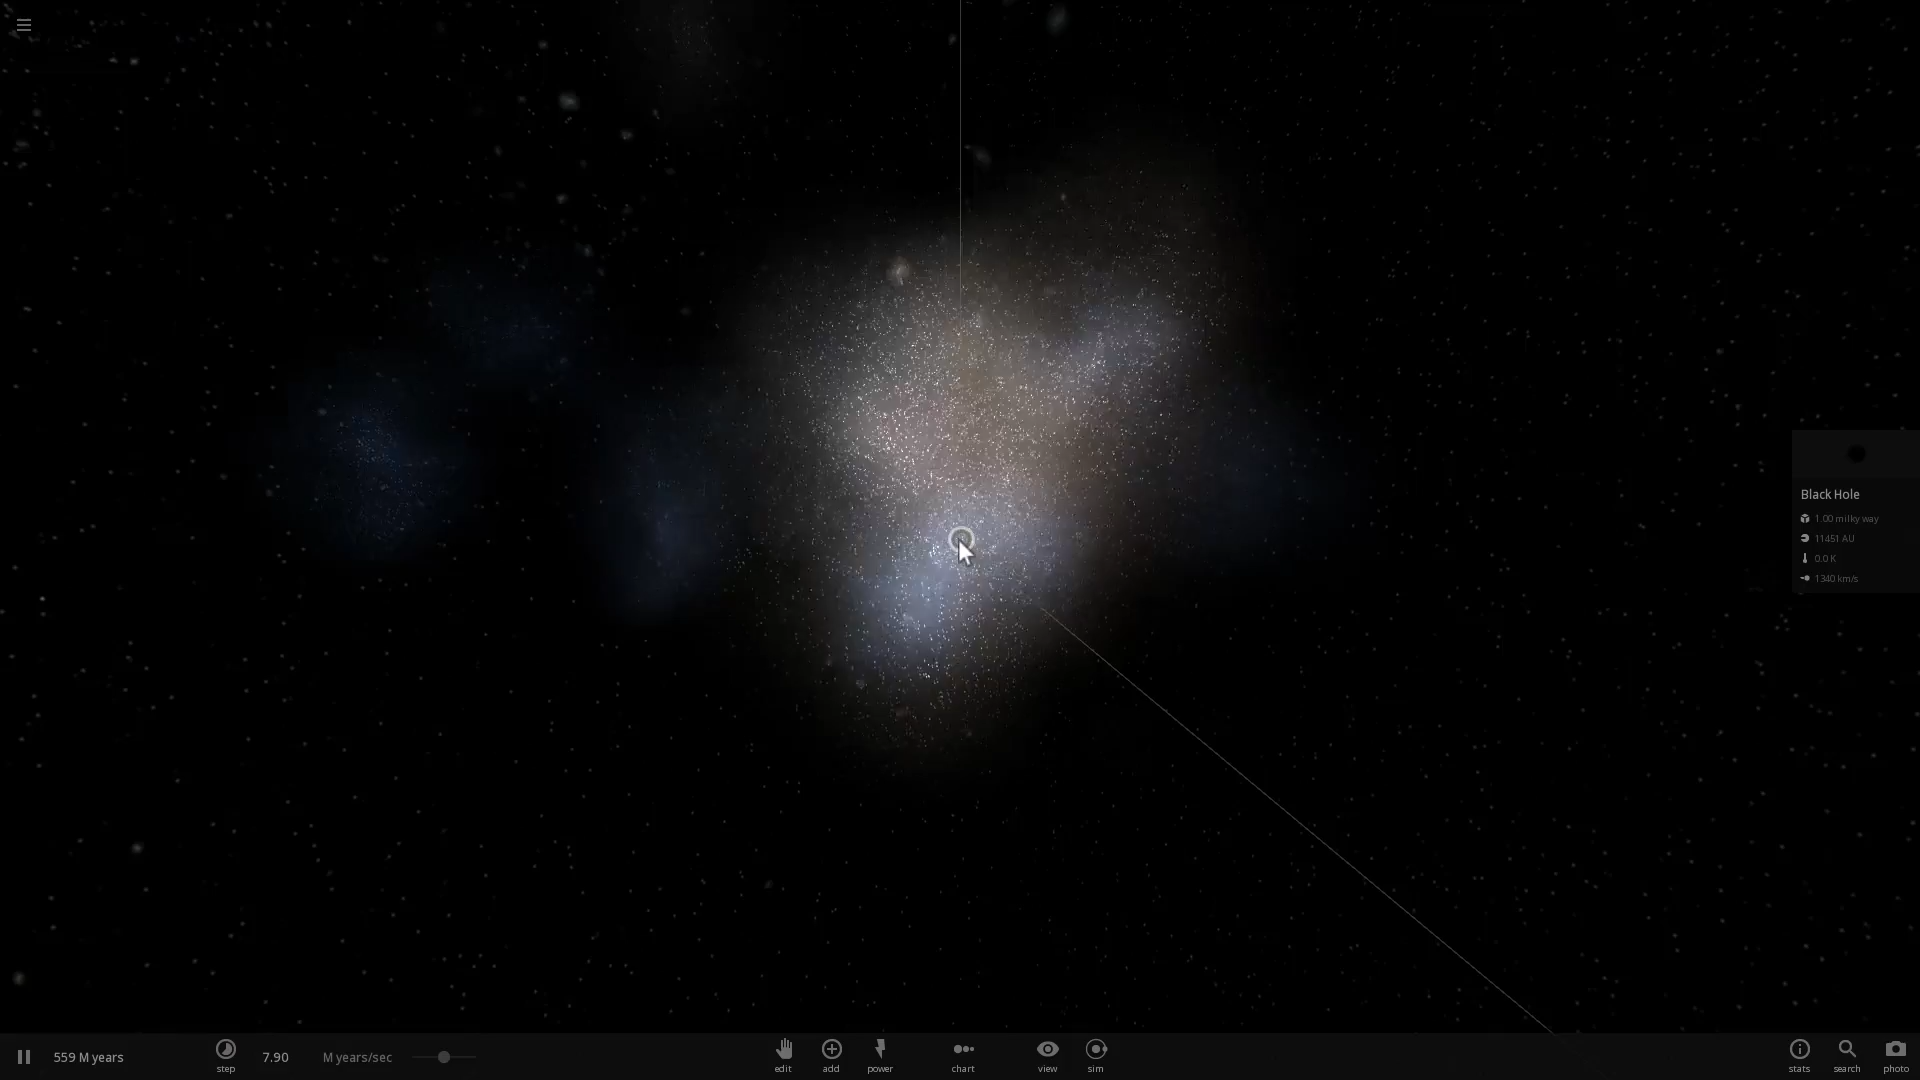 Black Hole
1.00 milky way
11451 AU
0.0 K
1340 km/s
559 M years
step
7.90
M years/sec
edit
add
power
chart
view
sim
stats
search
photo